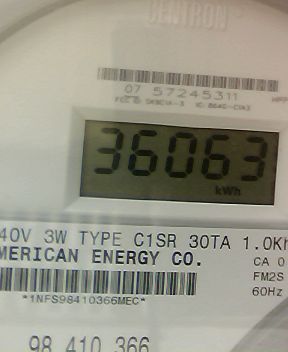 CENTRON®
07 57245311
36063
kWh
40V 3W TYPE C1SR 30TA 1.0Kh
MERICAN ENERGY CO.
CA 0
FM2S
60Hz
*1NFS98410366MEC*
98 410 366